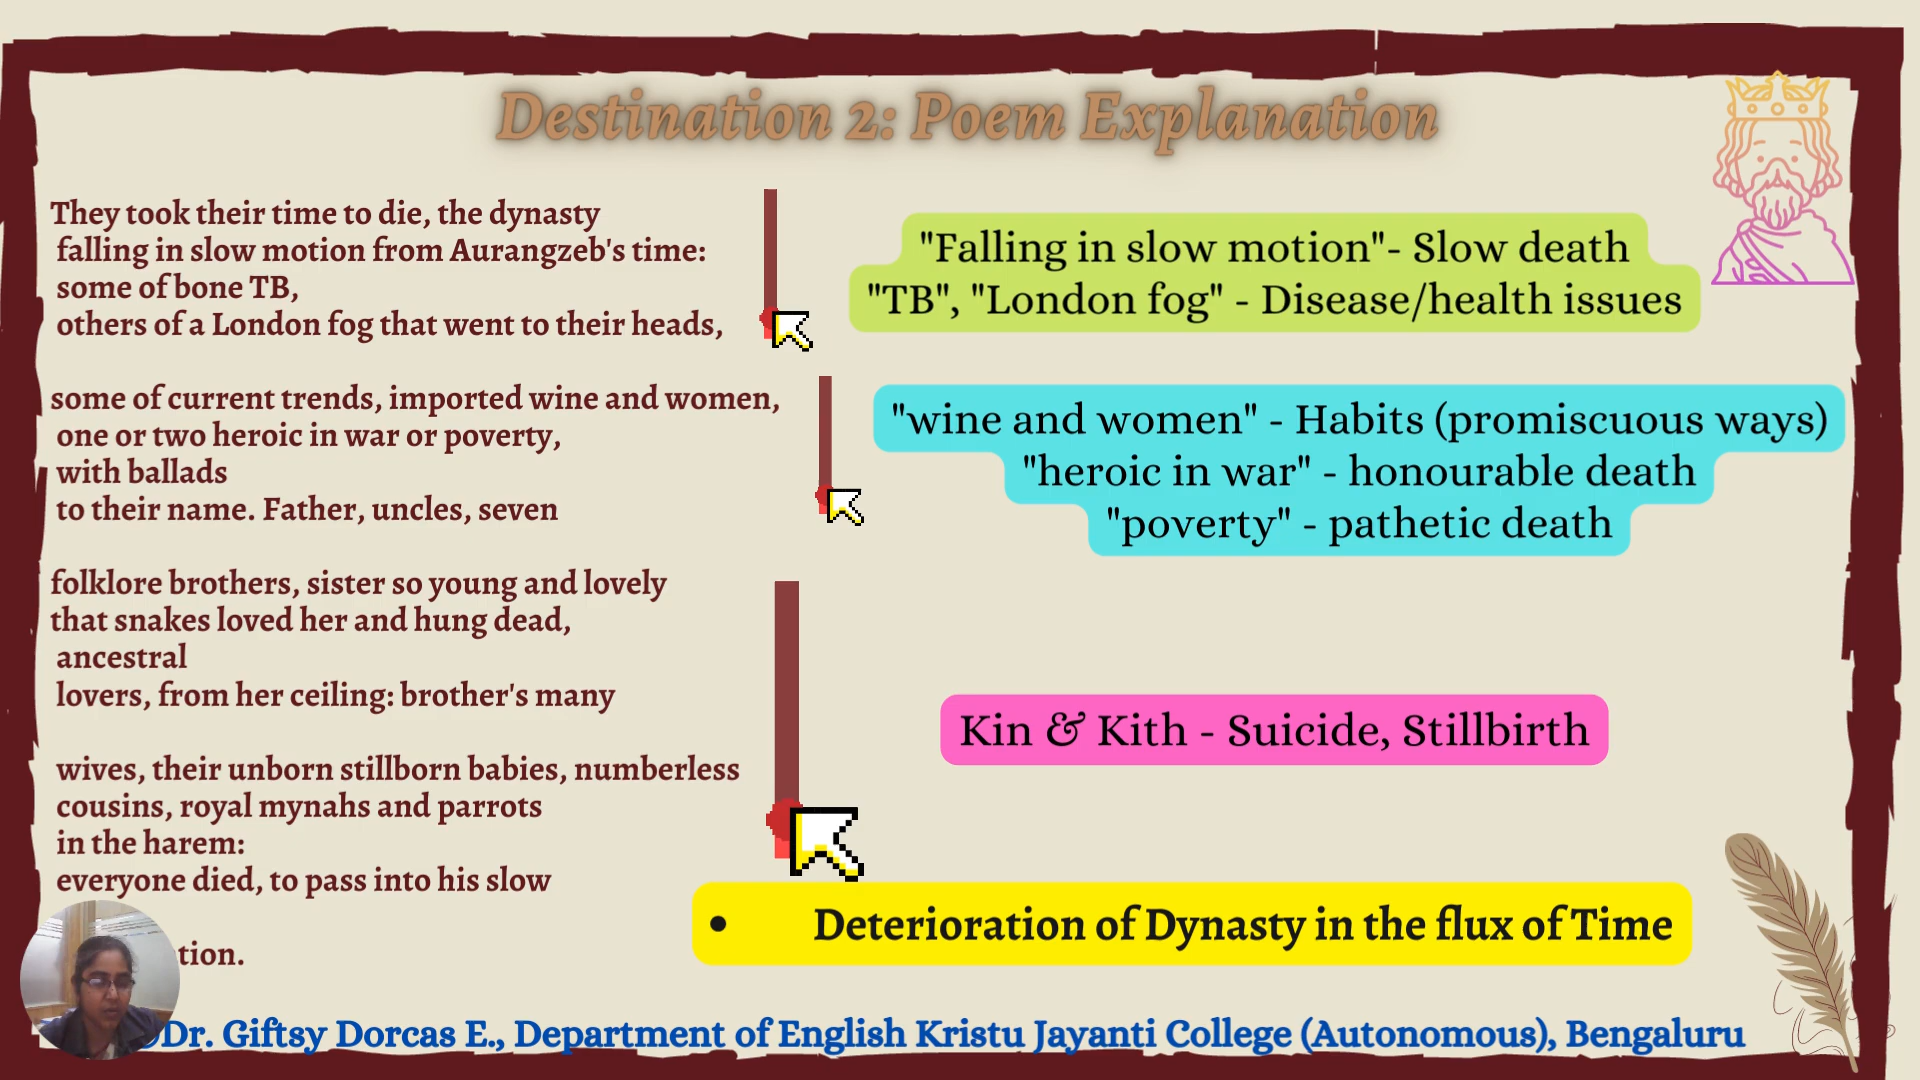 Destination 2: Poem Explanation
They took their time to die, the dynasty
falling in slow motion from Aurangzeb's time:
some of bone TB,
others of a London fog that went to their heads,
some of current trends, imported wine and women,
one or two heroic in war or poverty,
with ballads
to their name. Father, uncles, seven
folklore brothers, sister so young and lovely
that snakes loved her and hung dead,
ancestral
lovers, from her ceiling: brother's many
wives, their unborn stillborn babies, numberless
cousins, royal mynahs and parrots
in the harem:
everyone died, to pass into his slow
tion.
"Falling in slow motion"- Slow death
"TB", "London fog" - Disease/health issues
"wine and women" - Habits (promiscuous ways)
"heroic in war" - honourable death
"poverty" - pathetic death
Kin & Kith - Suicide, Stillbirth
• Deterioration of Dynasty in the flux of Time
Dr. Giftsy Dorcas E., Department of English Kristu Jayanti College (Autonomous), Bengaluru